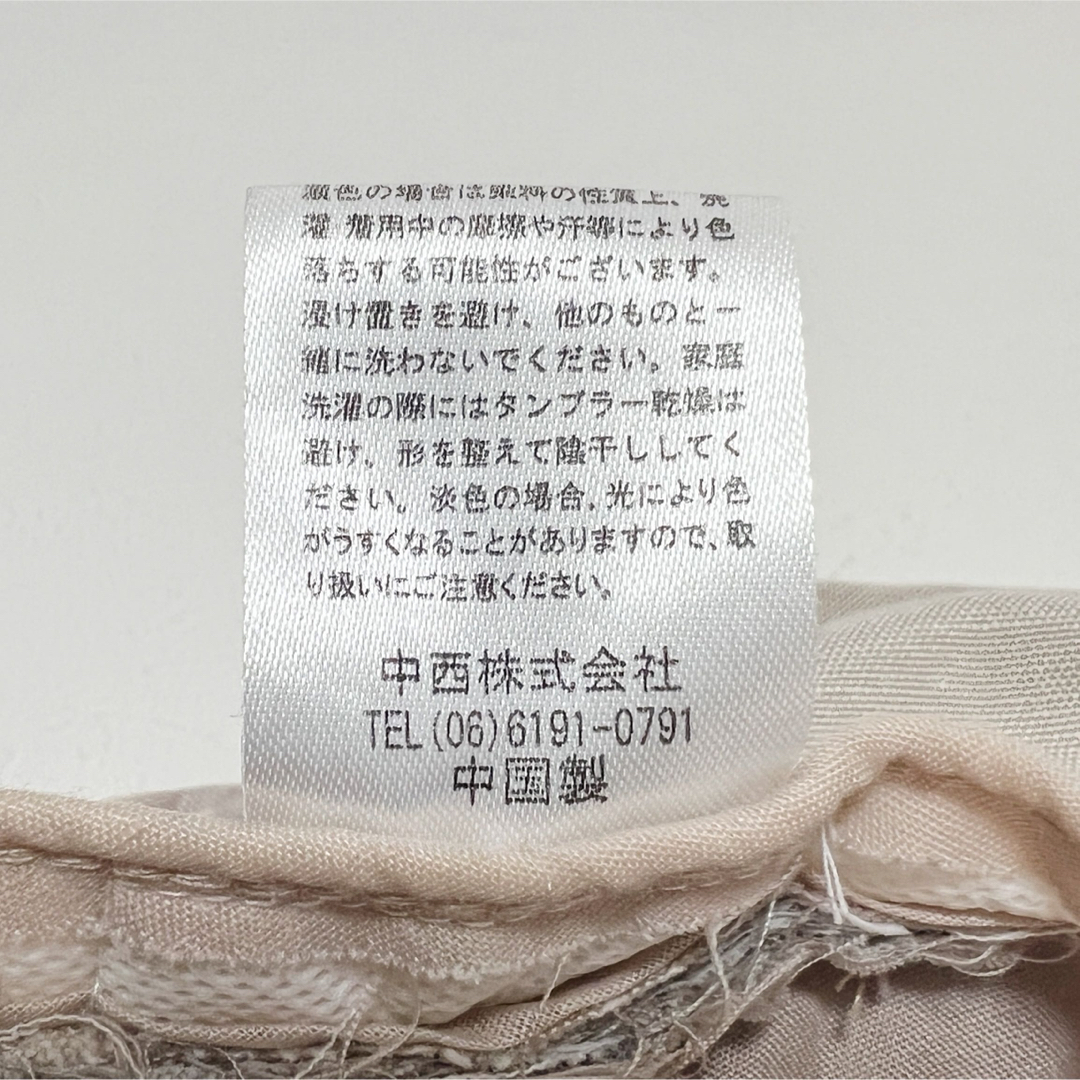 濃色の場合は染料の性質上、洗
濯 着用中の摩擦や汗等により色
落ちする可能性がございます。
浸け置きを避け、他のものと一
緒に洗わないでください。家庭
洗濯の際にはタンブラー乾燥は
避け、形を整えて陰干ししてく
ださい。淡色の場合、光により色
がうすくなることがありますので、取
り扱いにご注意ください。
中西株式会社
TEL(06)6191-0791
中国製